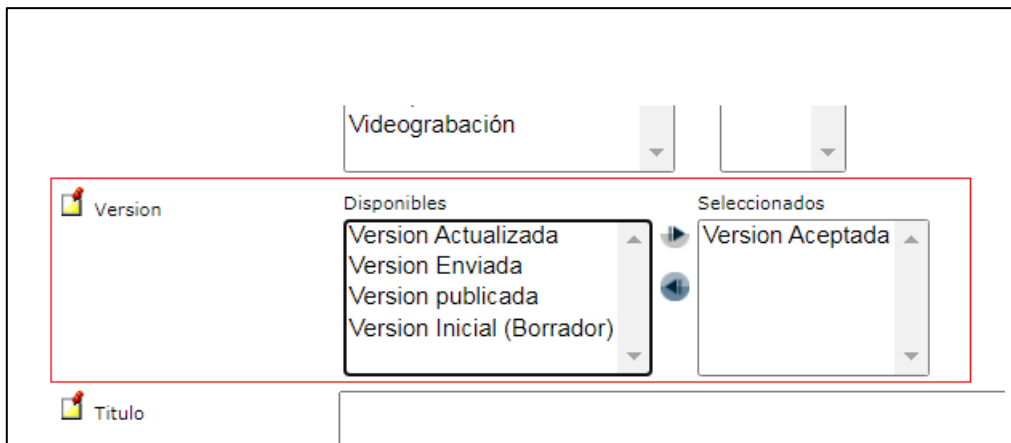 Videograbación
Version
Disponibles
Seleccionados
Version Actualizada
Version Enviada
Version publicada
Version Inicial (Borrador)
Version Aceptada
Titulo